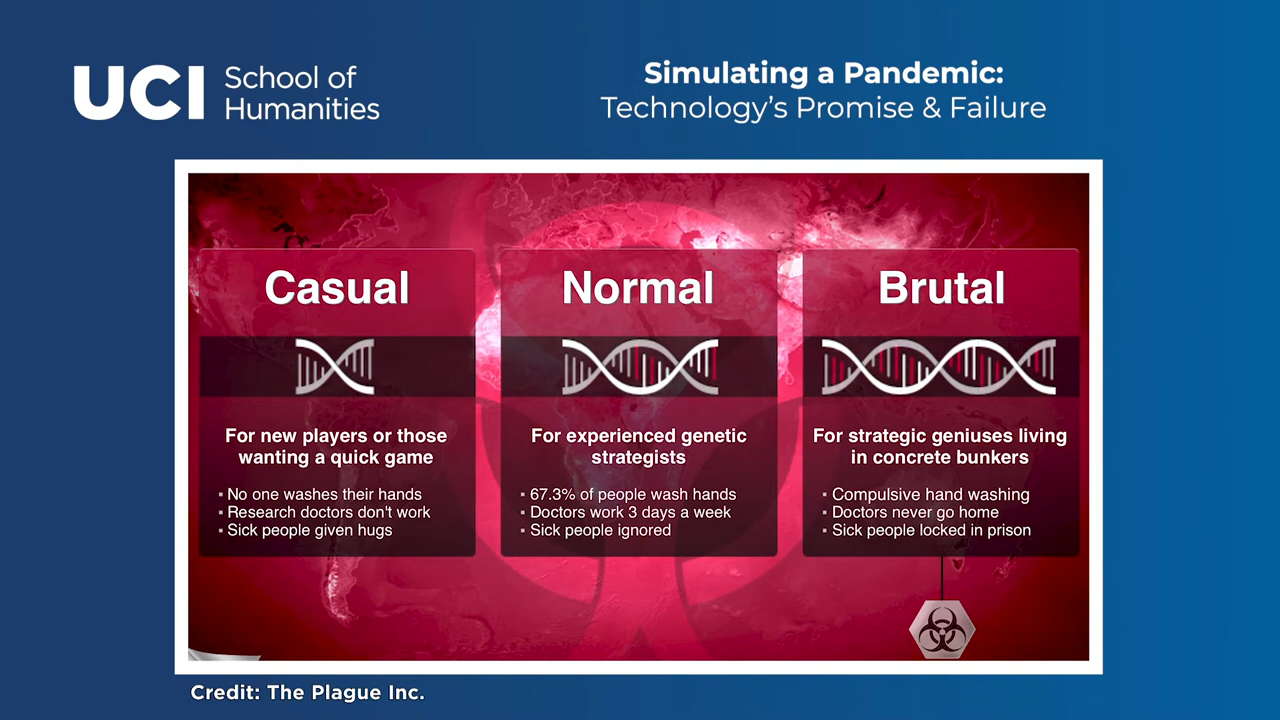 UCI School of
Humanities
Simulating a Pandemic:
Technology’s Promise & Failure
Casual
For new players or those
wanting a quick game
▪ No one washes their hands
▪ Research doctors don't work
▪ Sick people given hugs
Normal
For experienced genetic
strategists
▪ 67.3% of people wash hands
▪ Doctors work 3 days a week
▪ Sick people ignored
Brutal
For strategic geniuses living
in concrete bunkers
▪ Compulsive hand washing
▪ Doctors never go home
▪ Sick people locked in prison
Credit: The Plague Inc.